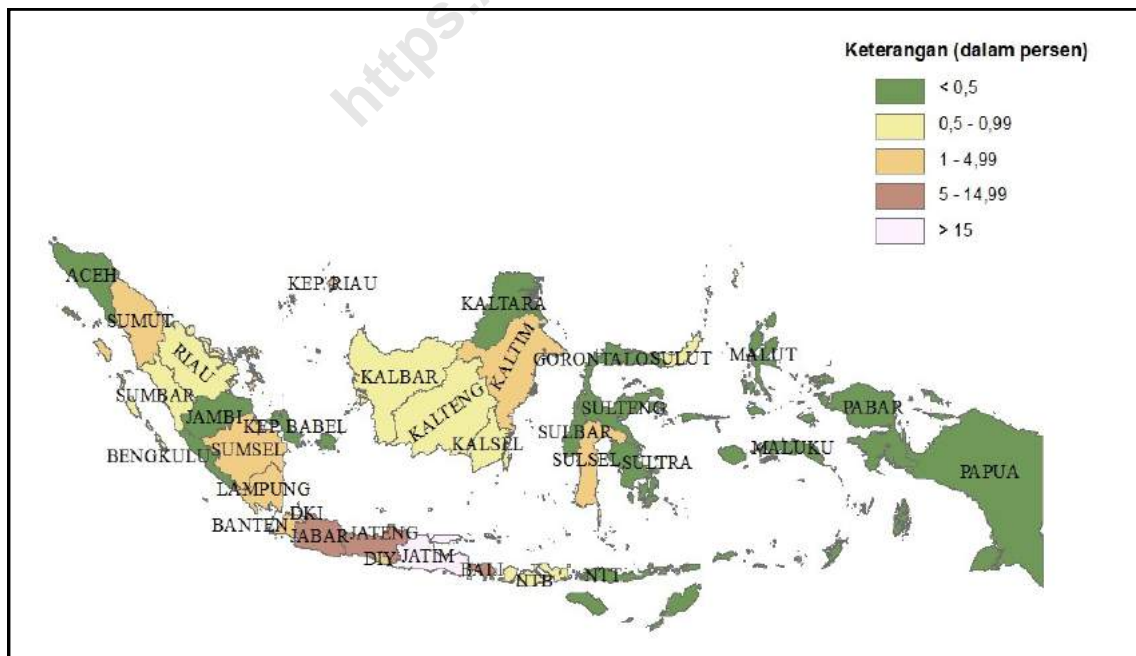 https:/
Keterangan (dalam persen)
< 0,5
0,5 - 0,99
1 - 4,99
5 - 14,99
> 15
ACEH
KEP RIAU
KALTARA
SUMUT
RIAU
KALBAR
KALTIM
GORONTALO
SULUT
MALUT
SUMBAR
KALTENG
SULTENG
PABAR
JAMBI
KEP BABEL
KALSEL
SULBAR
BENGKULU
SUMSEL
SULSEL
SULTRA
MALUKU
PAPUA
LAMPUNG
BANTEN
DKI
JABAR
JATENG
DIY
JATIM
BALI
NTB
NTT